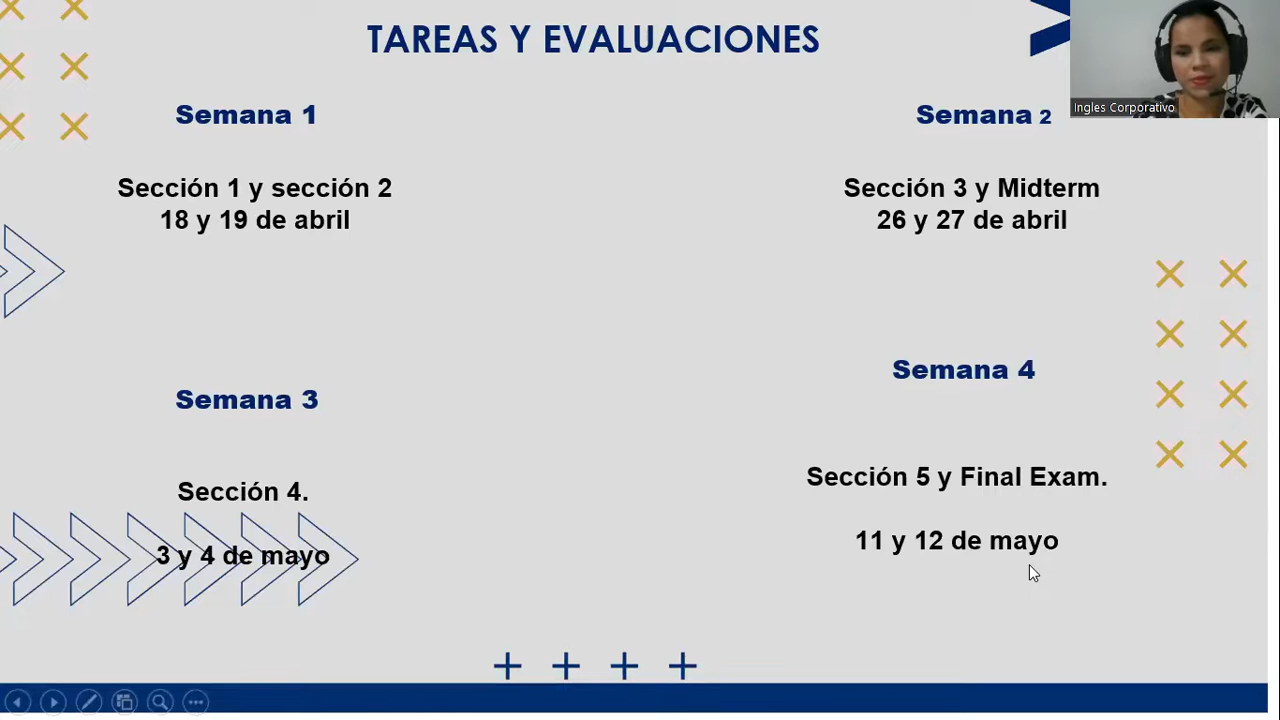 TAREAS Y EVALUACIONES
Ingles Corporativo
Semana 1
Sección 1 y sección 2
18 y 19 de abril
Semana 2
Sección 3 y Midterm
26 y 27 de abril
Semana 3
Sección 4.
3 y 4 de mayo
Semana 4
Sección 5 y Final Exam.
11 y 12 de mayo